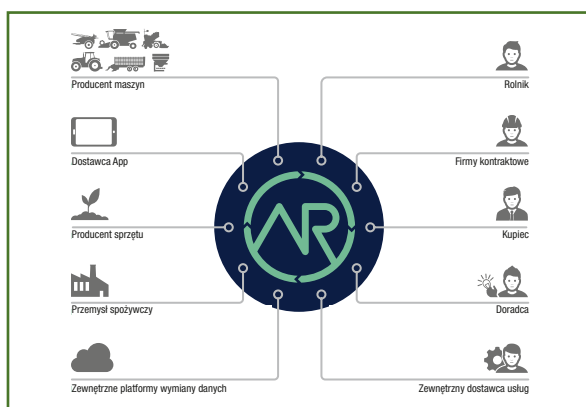 Producent maszyn
Rolnik
Dostawca App
Firmy kontraktowe
Producent sprzętu
Kupiec
Przemysł spożywczy
Doradca
Zewnętrzne platformy wymiany danych
Zewnętrzny dostawca usług
AR